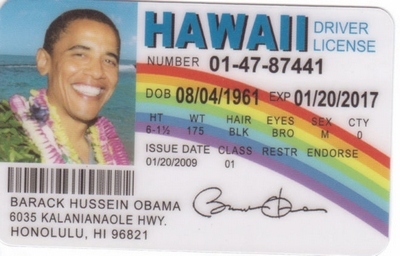 HAWAII DRIVER LICENSE
NUMBER 01-47-87441
DOB 08/04/1961 EXP 01/20/2017
HT WT HAIR EYES SEX CTY
6-1½ 175 BLK BRO M 0
ISSUE DATE CLASS RESTR ENDORSE
01/20/2009 01
BARACK HUSSEIN OBAMA
6035 KALANIANAOLE HWY.
HONOLULU, HI 96821